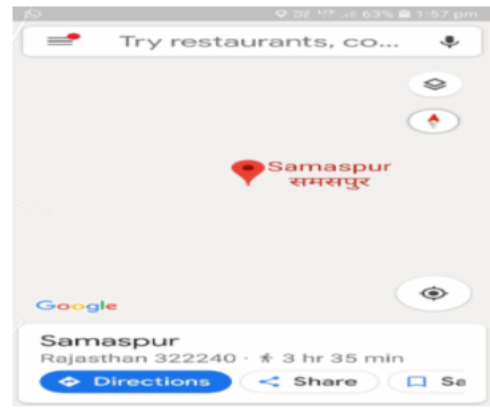 63% 1:57 pm
Try restaurants, co...
Samaspur
समसपुर
Google
Samaspur
Rajasthan 322240 · 3 hr 35 min
Directions Share Sa